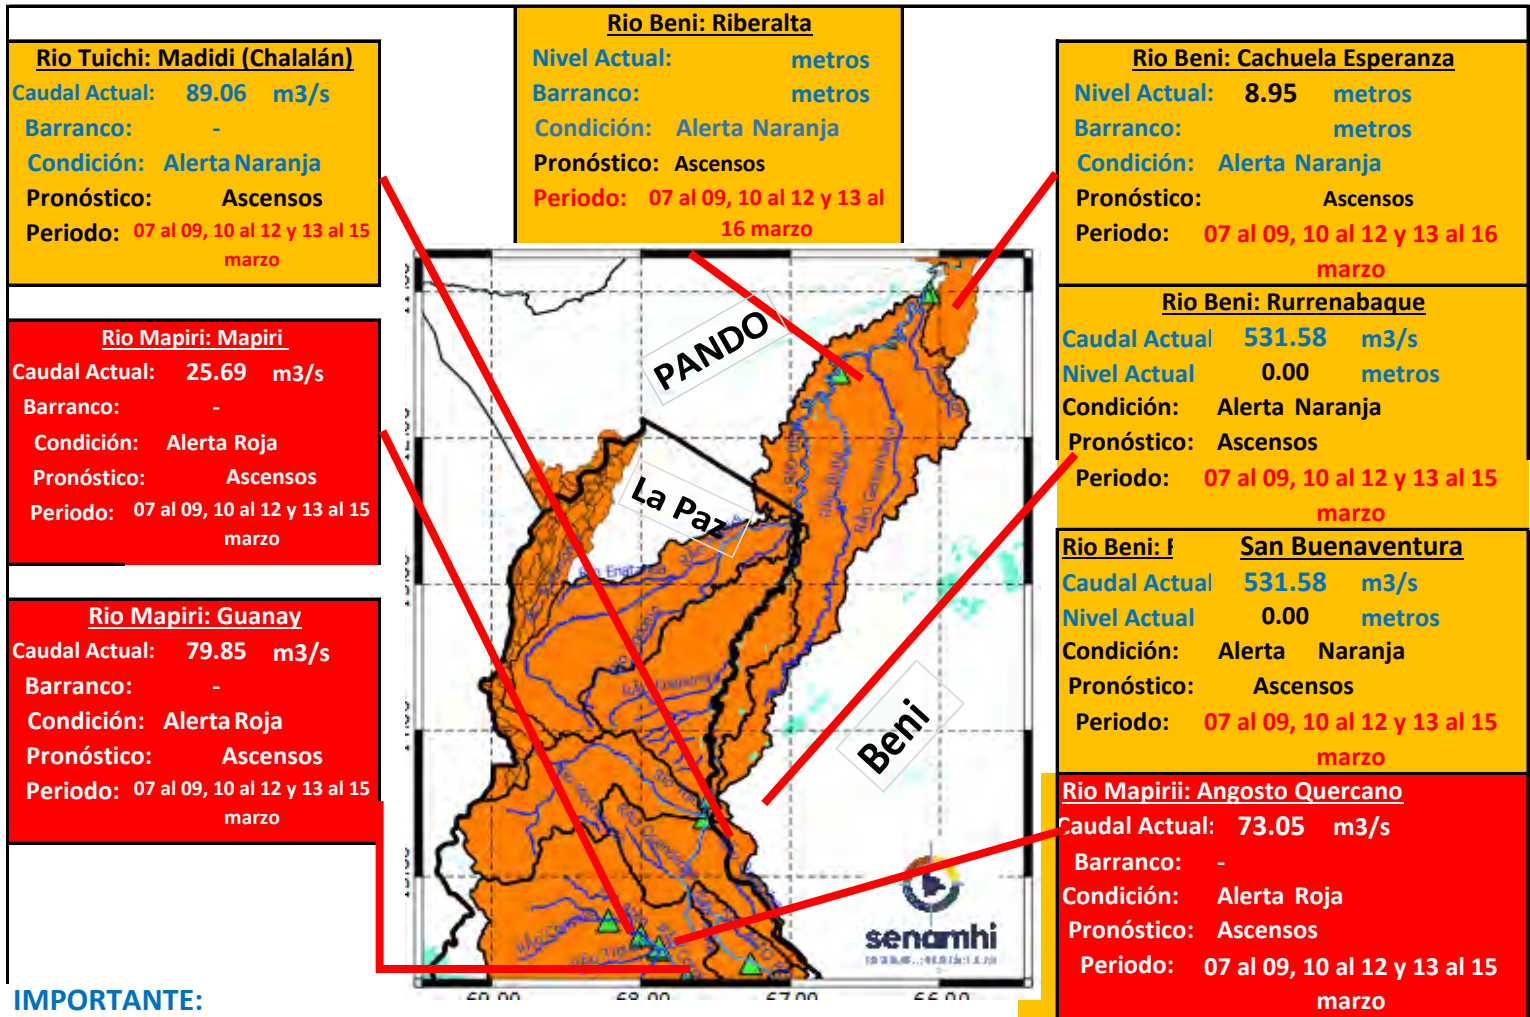 Rio Tuichi: Madidi (Chalalán)
Caudal Actual: 89.06 m3/s
Barranco: -
Condición: Alerta Naranja
Pronóstico: Ascensos
Periodo: 07 al 09, 10 al 12 y 13 al 15
marzo
Rio Mapiri: Mapiri
Caudal Actual: 25.69 m3/s
Barranco: -
Condición: Alerta Roja
Pronóstico: Ascensos
Periodo: 07 al 09, 10 al 12 y 13 al 15
marzo
Rio Mapiri: Guanay
Caudal Actual: 79.85 m3/s
Barranco: -
Condición: Alerta Roja
Pronóstico: Ascensos
Periodo: 07 al 09, 10 al 12 y 13 al 15
marzo
IMPORTANTE:
Rio Beni: Riberalta
Nivel Actual: metros
Barranco: metros
Condición: Alerta Naranja
Pronóstico: Ascensos
Periodo: 07 al 09, 10 al 12 y 13 al
16 marzo
PANDO
La Paz
Beni
senamhi
69.00 68.00 67.00 66.00
Rio Beni: Cachuela Esperanza
Nivel Actual: 8.95 metros
Barranco: metros
Condición: Alerta Naranja
Pronóstico: Ascensos
Periodo: 07 al 09, 10 al 12 y 13 al 16
marzo
Rio Beni: Rurrenabaque
Caudal Actual 531.58 m3/s
Nivel Actual 0.00 metros
Condición: Alerta Naranja
Pronóstico: Ascensos
Periodo: 07 al 09, 10 al 12 y 13 al 15
marzo
Rio Beni: San Buenaventura
Caudal Actual 531.58 m3/s
Nivel Actual 0.00 metros
Condición: Alerta Naranja
Pronóstico: Ascensos
Periodo: 07 al 09, 10 al 12 y 13 al 15
marzo
Rio Mapirii: Angosto Quercano
Caudal Actual: 73.05 m3/s
Barranco: -
Condición: Alerta Roja
Pronóstico: Ascensos
Periodo: 07 al 09, 10 al 12 y 13 al 15
marzo